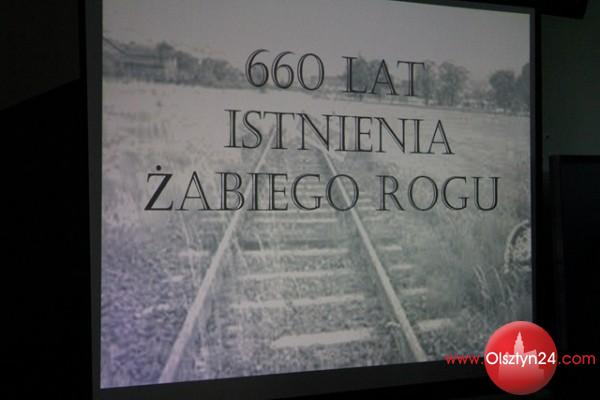 660 LAT
ISTNIENIA
ŻABIEGO ROGU
www.Olsztyn24.com